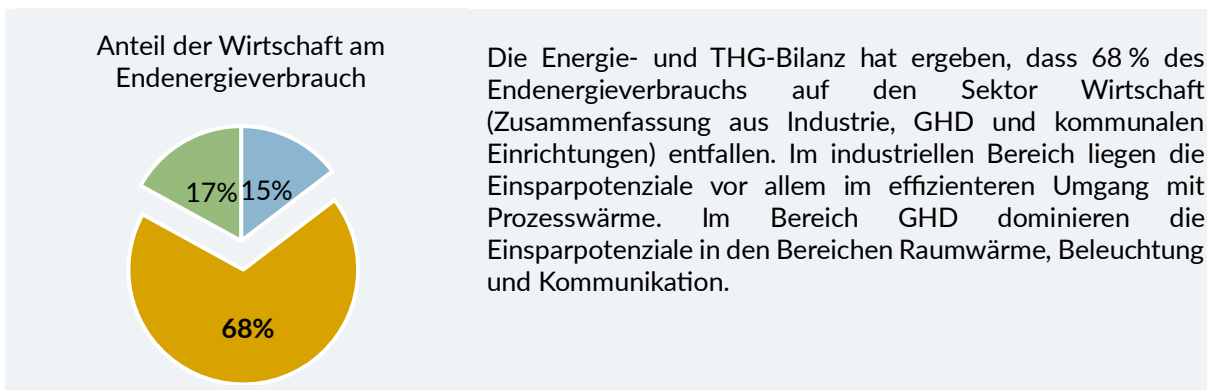 Anteil der Wirtschaft am
Endenergieverbrauch
17%
15%
68%
Die Energie- und THG-Bilanz hat ergeben, dass 68 % des
Endenergieverbrauchs auf den Sektor Wirtschaft
(Zusammenfassung aus Industrie, GHD und kommunalen
Einrichtungen) entfallen. Im industriellen Bereich liegen die
Einsparpotenziale vor allem im effizienteren Umgang mit
Prozesswärme. Im Bereich GHD dominieren die
Einsparpotenziale in den Bereichen Raumwärme, Beleuchtung
und Kommunikation.